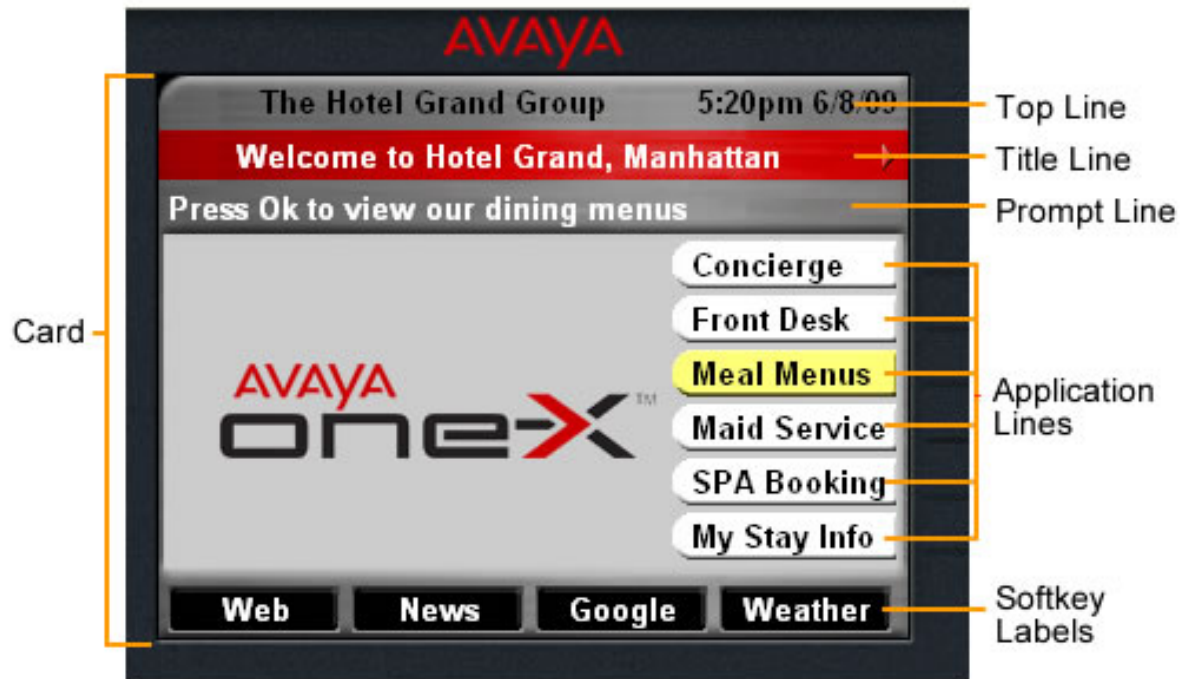 AVAYA
The Hotel Grand Group 5:20pm 6/8/09
Top Line
Welcome to Hotel Grand, Manhattan
Title Line
Press Ok to view our dining menus
Prompt Line
Concierge
Front Desk
Card
AVAYA
one-X™
Meal Menus
Maid Service
SPA Booking
My Stay Info
Application
Lines
Web News Google Weather
Softkey
Labels